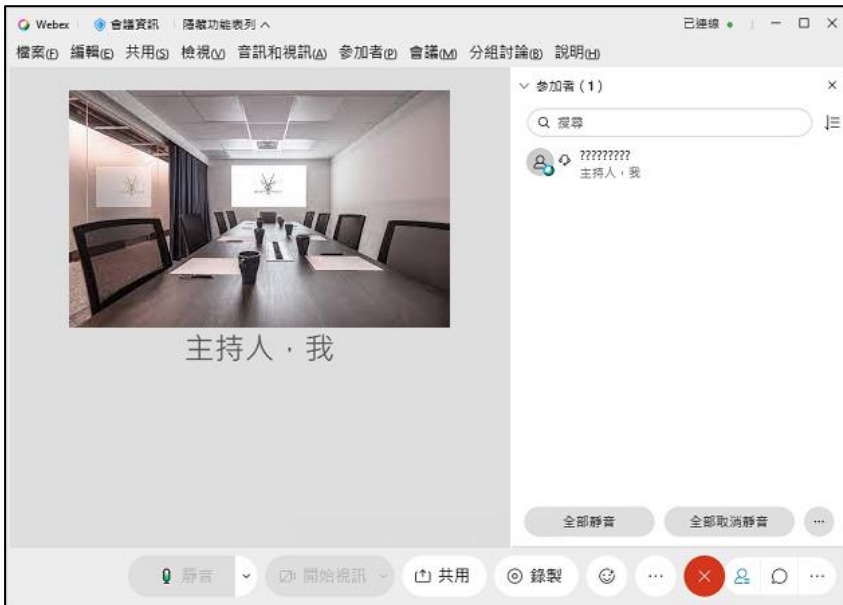 Webex 會議資訊 隱藏功能表列 已連線
檔案(F) 編輯(E) 共用(S) 檢視(V) 音訊和視訊(A) 參加者(P) 會議(M) 分組討論(B) 說明(H)
參加者 (1)
搜尋
?????????
主持人，我
主持人，我
全部靜音 全部取消靜音 ...
靜音 開始視訊 共用 錄製 ... ...